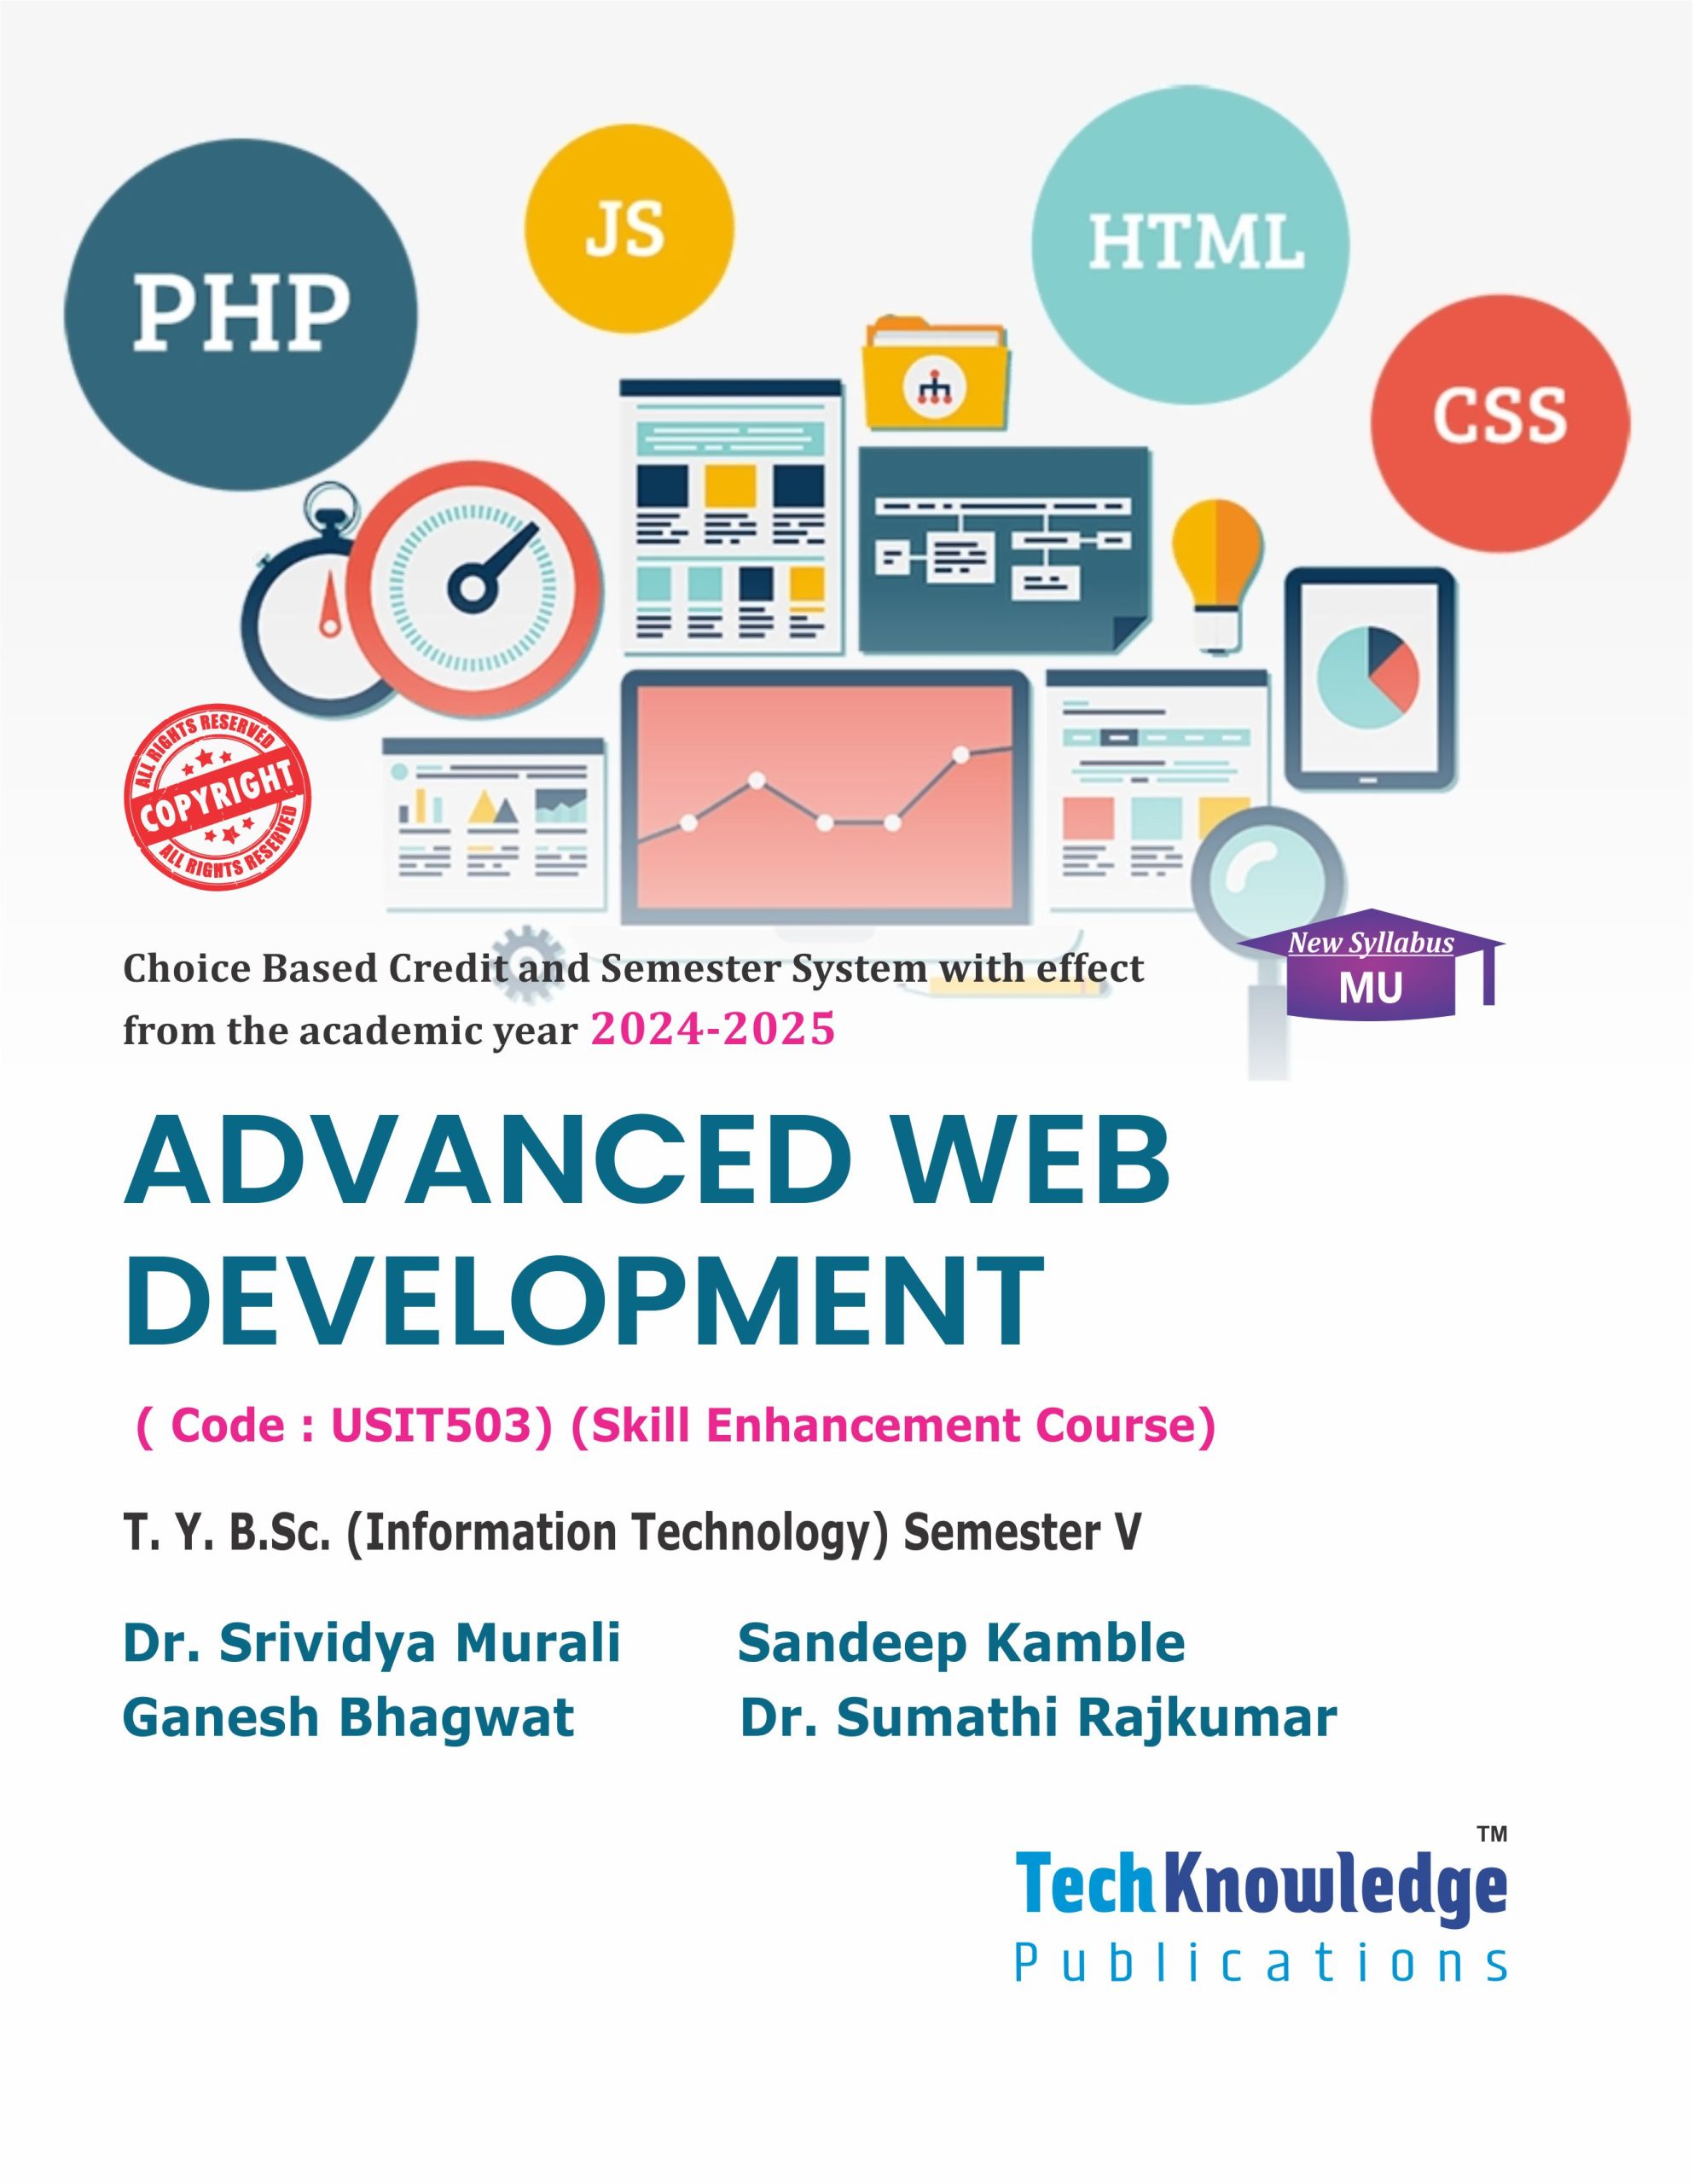 PHP
JS
HTML
CSS
ALL RIGHTS RESERVED
COPYRIGHT
ALL RIGHTS RESERVED
Choice Based Credit and Semester System with effect
from the academic year 2024-2025
New Syllabus
MU
ADVANCED WEB
DEVELOPMENT
( Code : USIT503) (Skill Enhancement Course)
T. Y. B.Sc. (Information Technology) Semester V
Dr. Srividya Murali Sandeep Kamble
Ganesh Bhagwat Dr. Sumathi Rajkumar
TechKnowledge TM
Publications